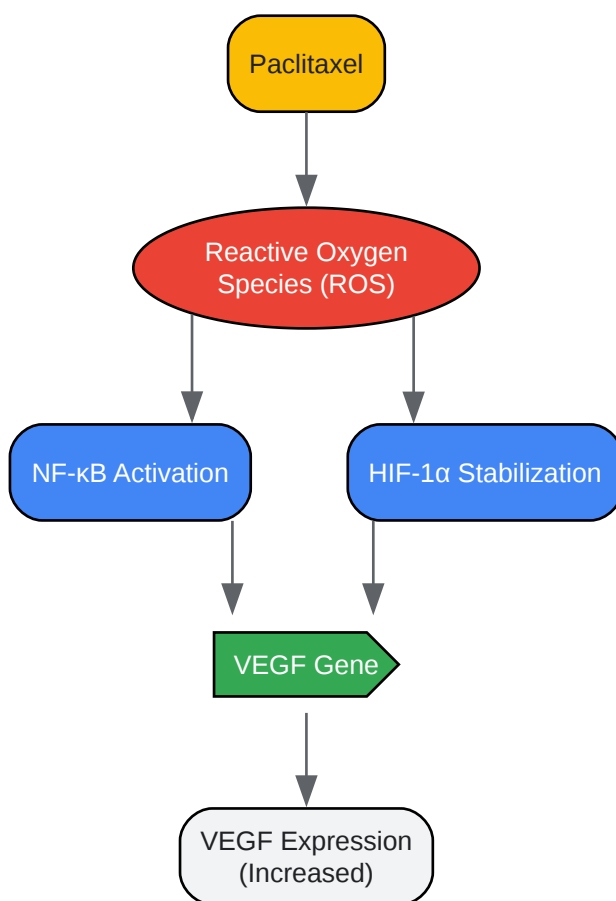 Paclitaxel
Reactive Oxygen
Species (ROS)
NF-κB Activation
HIF-1α Stabilization
VEGF Gene
VEGF Expression
(Increased)